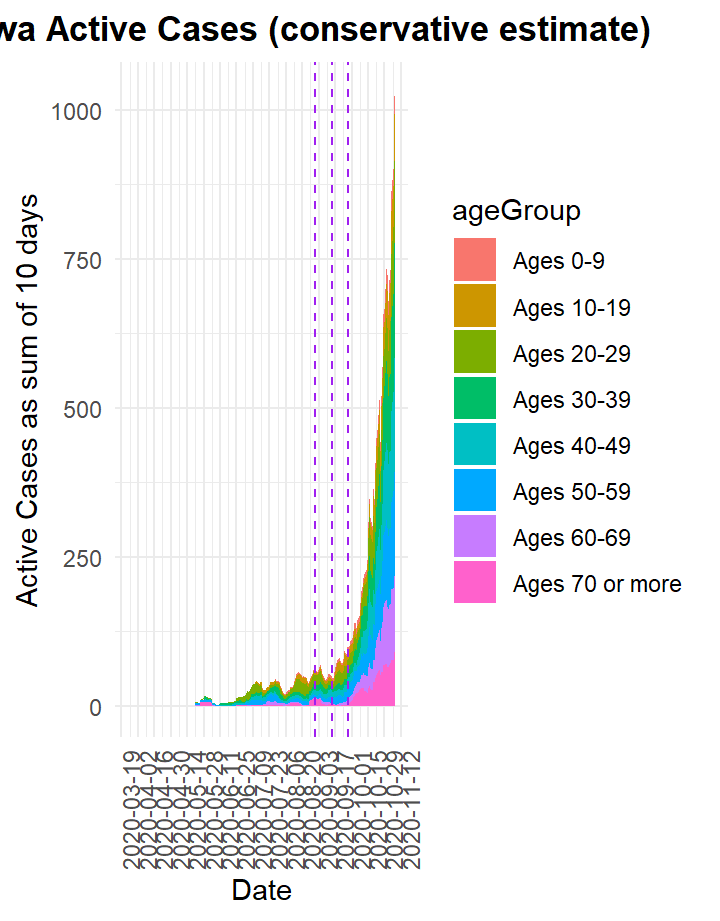 wa Active Cases (conservative estimate)
Active Cases as sum of 10 days
1000
750
500
250
0
2020-03-19
2020-04-02
2020-04-16
2020-04-30
2020-05-14
2020-05-28
2020-06-11
2020-06-25
2020-07-09
2020-07-23
2020-08-06
2020-08-20
2020-09-03
2020-09-17
2020-10-01
2020-10-15
2020-10-29
2020-11-12
Date
ageGroup
Ages 0-9
Ages 10-19
Ages 20-29
Ages 30-39
Ages 40-49
Ages 50-59
Ages 60-69
Ages 70 or more